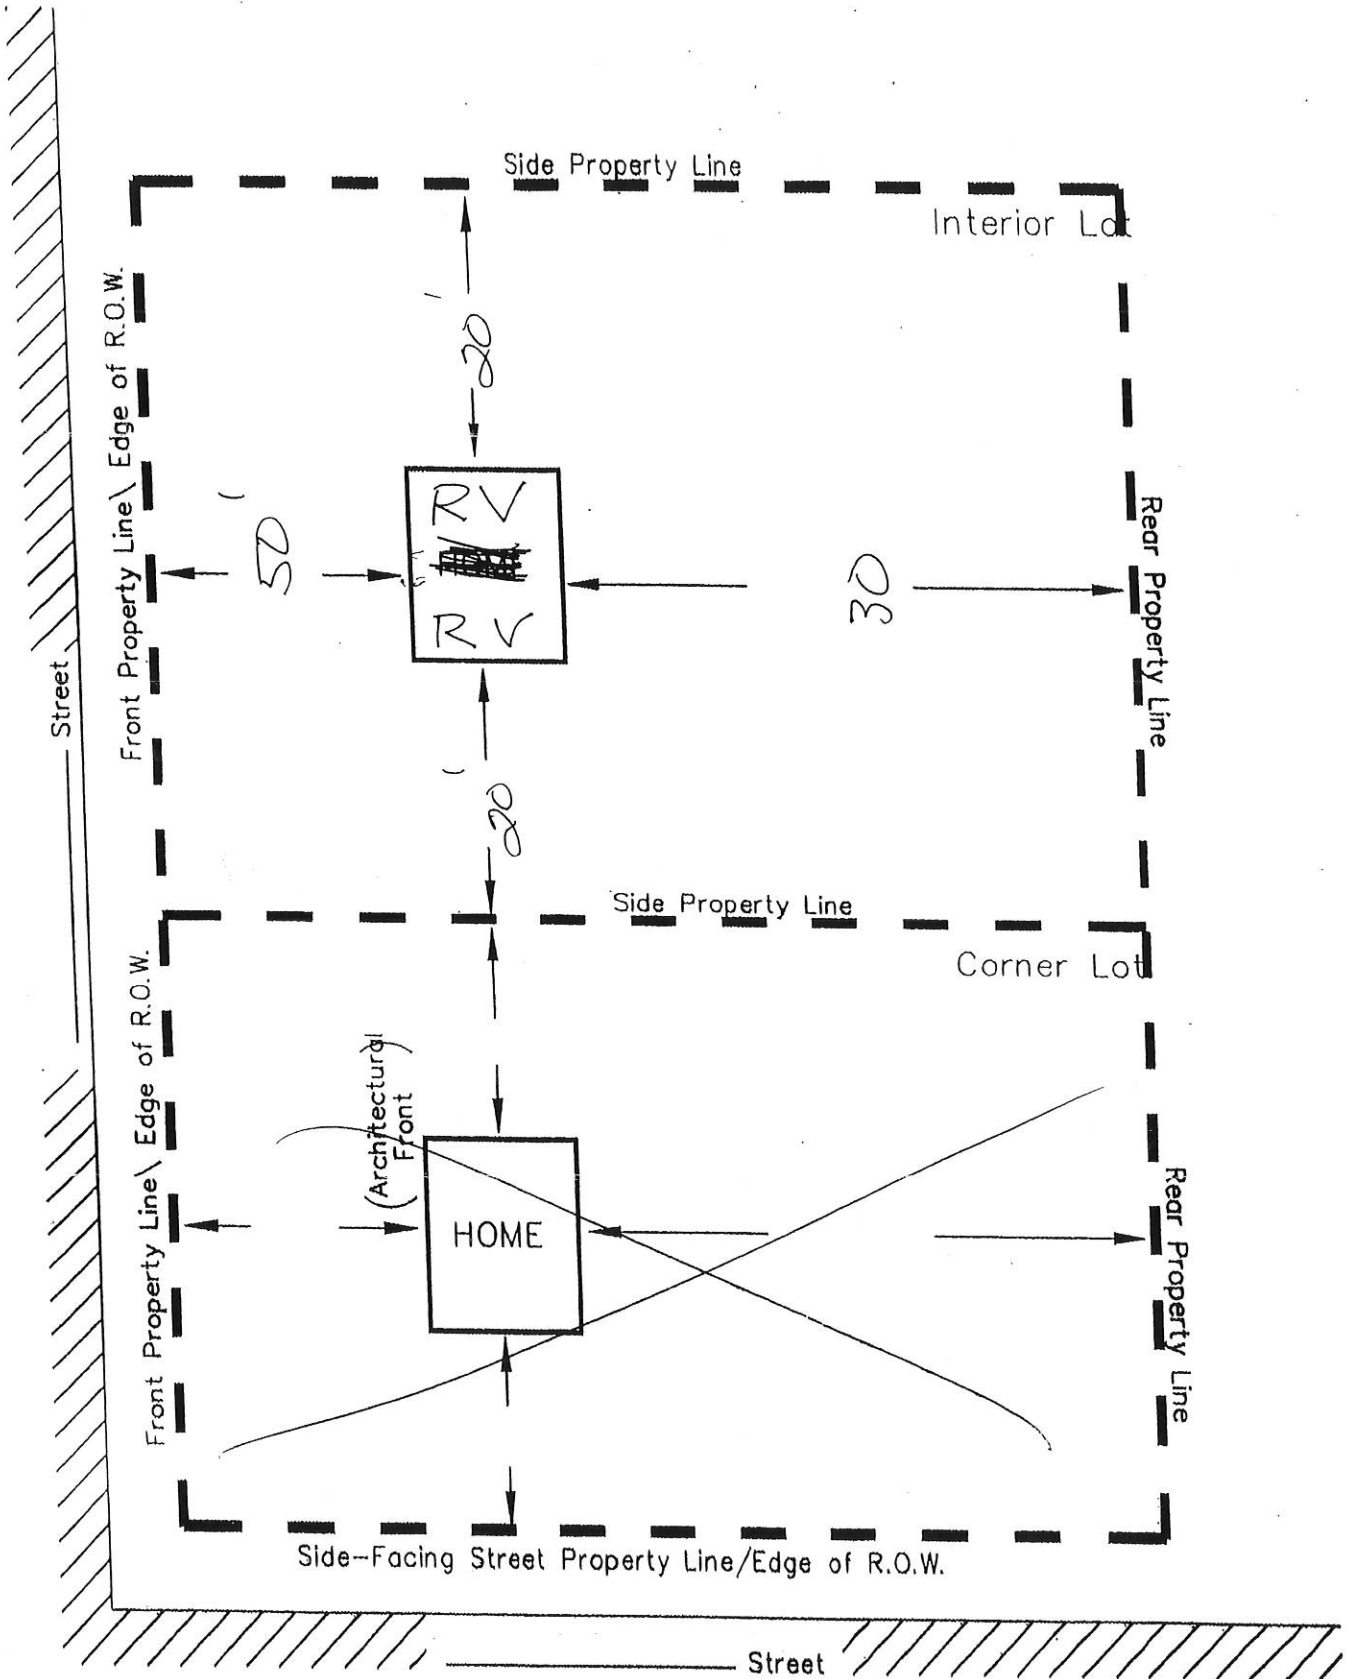 Side Property Line
Interior Lot
Front Property Line\ Edge of R.O.W.
Street
20'
50'
RV
RV
30
Rear Property Line
20'
Side Property Line
Corner Lot
Front Property Line\ Edge of R.O.W.
(Architectural
Front)
HOME
Rear Property Line
Side-Facing Street Property Line/Edge of R.O.W.
Street